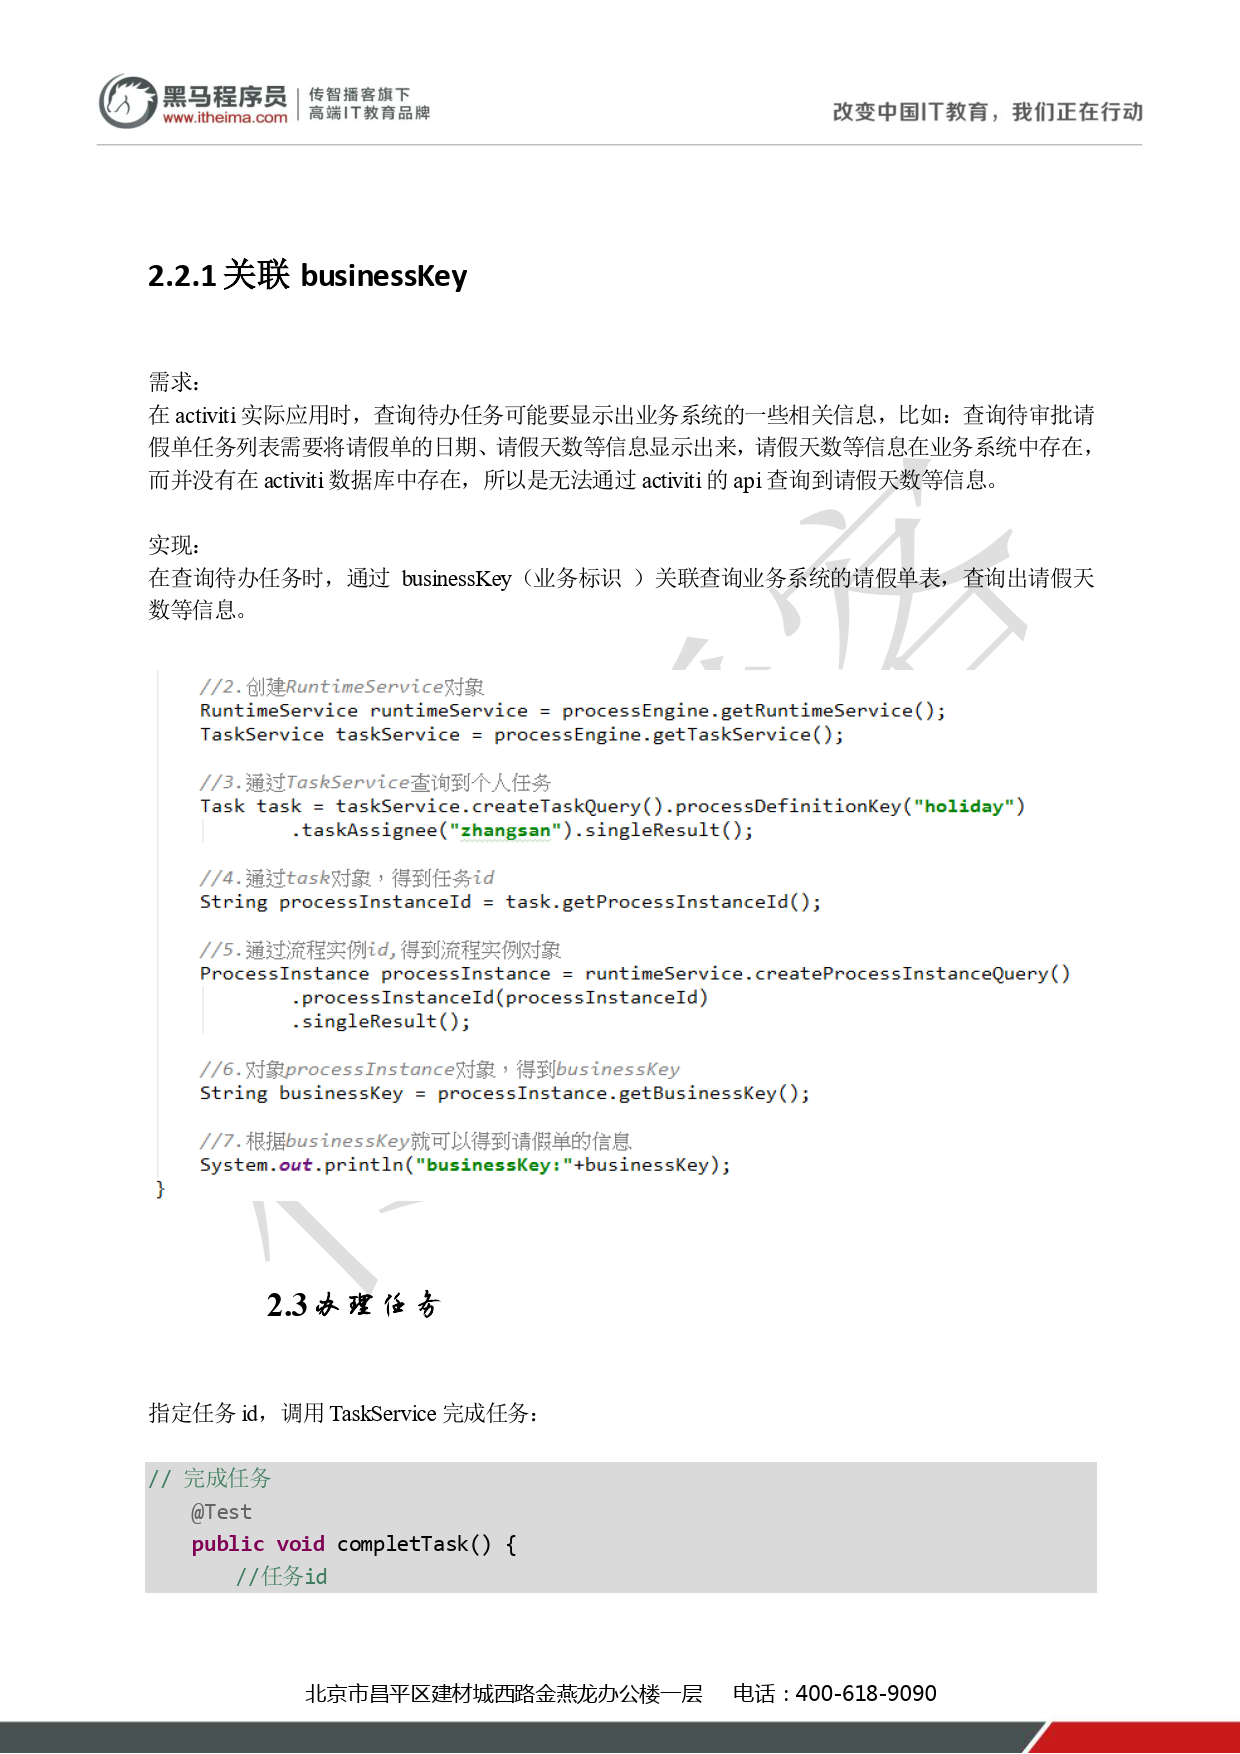 黑马程序员
www.itheima.com
传智播客旗下
高端IT教育品牌
改变中国IT教育，我们正在行动
2.2.1 关联 businessKey
需求：
在 activiti 实际应用时，查询待办任务可能要显示出业务系统的一些相关信息，比如：查询待审批请
假单任务列表需要将请假单的日期、请假天数等信息显示出来，请假天数等信息在业务系统中存在，
而并没有在 activiti 数据库中存在，所以是无法通过 activiti 的 api 查询到请假天数等信息。
实现：
在查询待办任务时，通过 businessKey（业务标识 ）关联查询业务系统的请假单表，查询出请假天
数等信息。
//2.创建RuntimeService对象
RuntimeService runtimeService = processEngine.getRuntimeService();
TaskService taskService = processEngine.getTaskService();
//3.通过TaskService查询到个人任务
Task task = taskService.createTaskQuery().processDefinitionKey("holiday")
.taskAssignee("zhangsan").singleResult();
//4.通过task对象，得到任务id
String processInstanceId = task.getProcessInstanceId();
//5.通过流程实例id,得到流程实例对象
ProcessInstance processInstance = runtimeService.createProcessInstanceQuery()
.processInstanceId(processInstanceId)
.singleResult();
//6.对象processInstance对象，得到businessKey
String businessKey = processInstance.getBusinessKey();
//7.根据businessKey就可以得到请假单的信息
System.out.println("businessKey:"+businessKey);
}
2.3 办理任务
指定任务 id，调用 TaskService 完成任务：
// 完成任务
@Test
public void completTask() {
//任务id
北京市昌平区建材城西路金燕龙办公楼一层 电话：400-618-9090